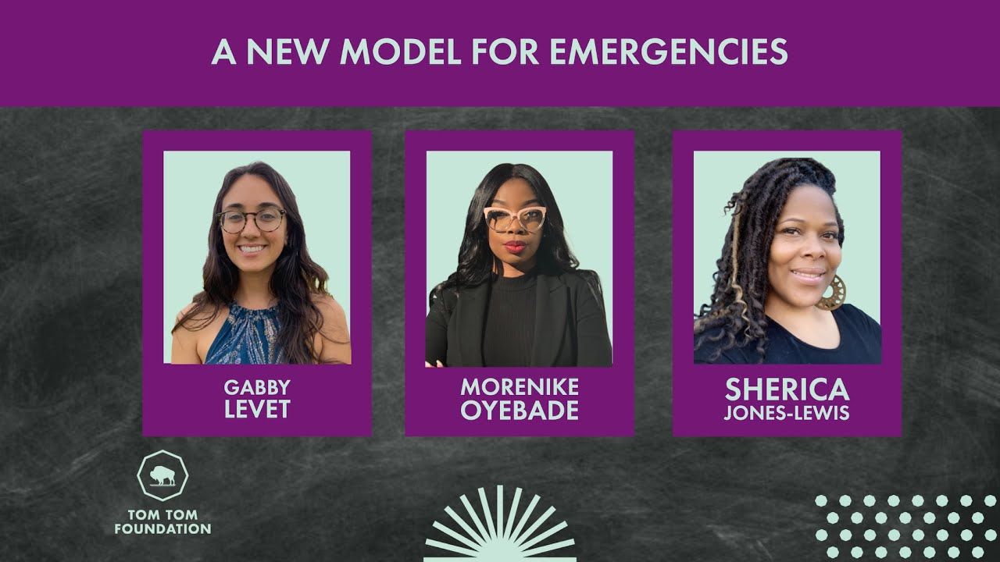 A NEW MODEL FOR EMERGENCIES
GABBY
LEVET
MORENIKE
OYEBADE
SHERICA
JONES-LEWIS
TOM TOM
FOUNDATION